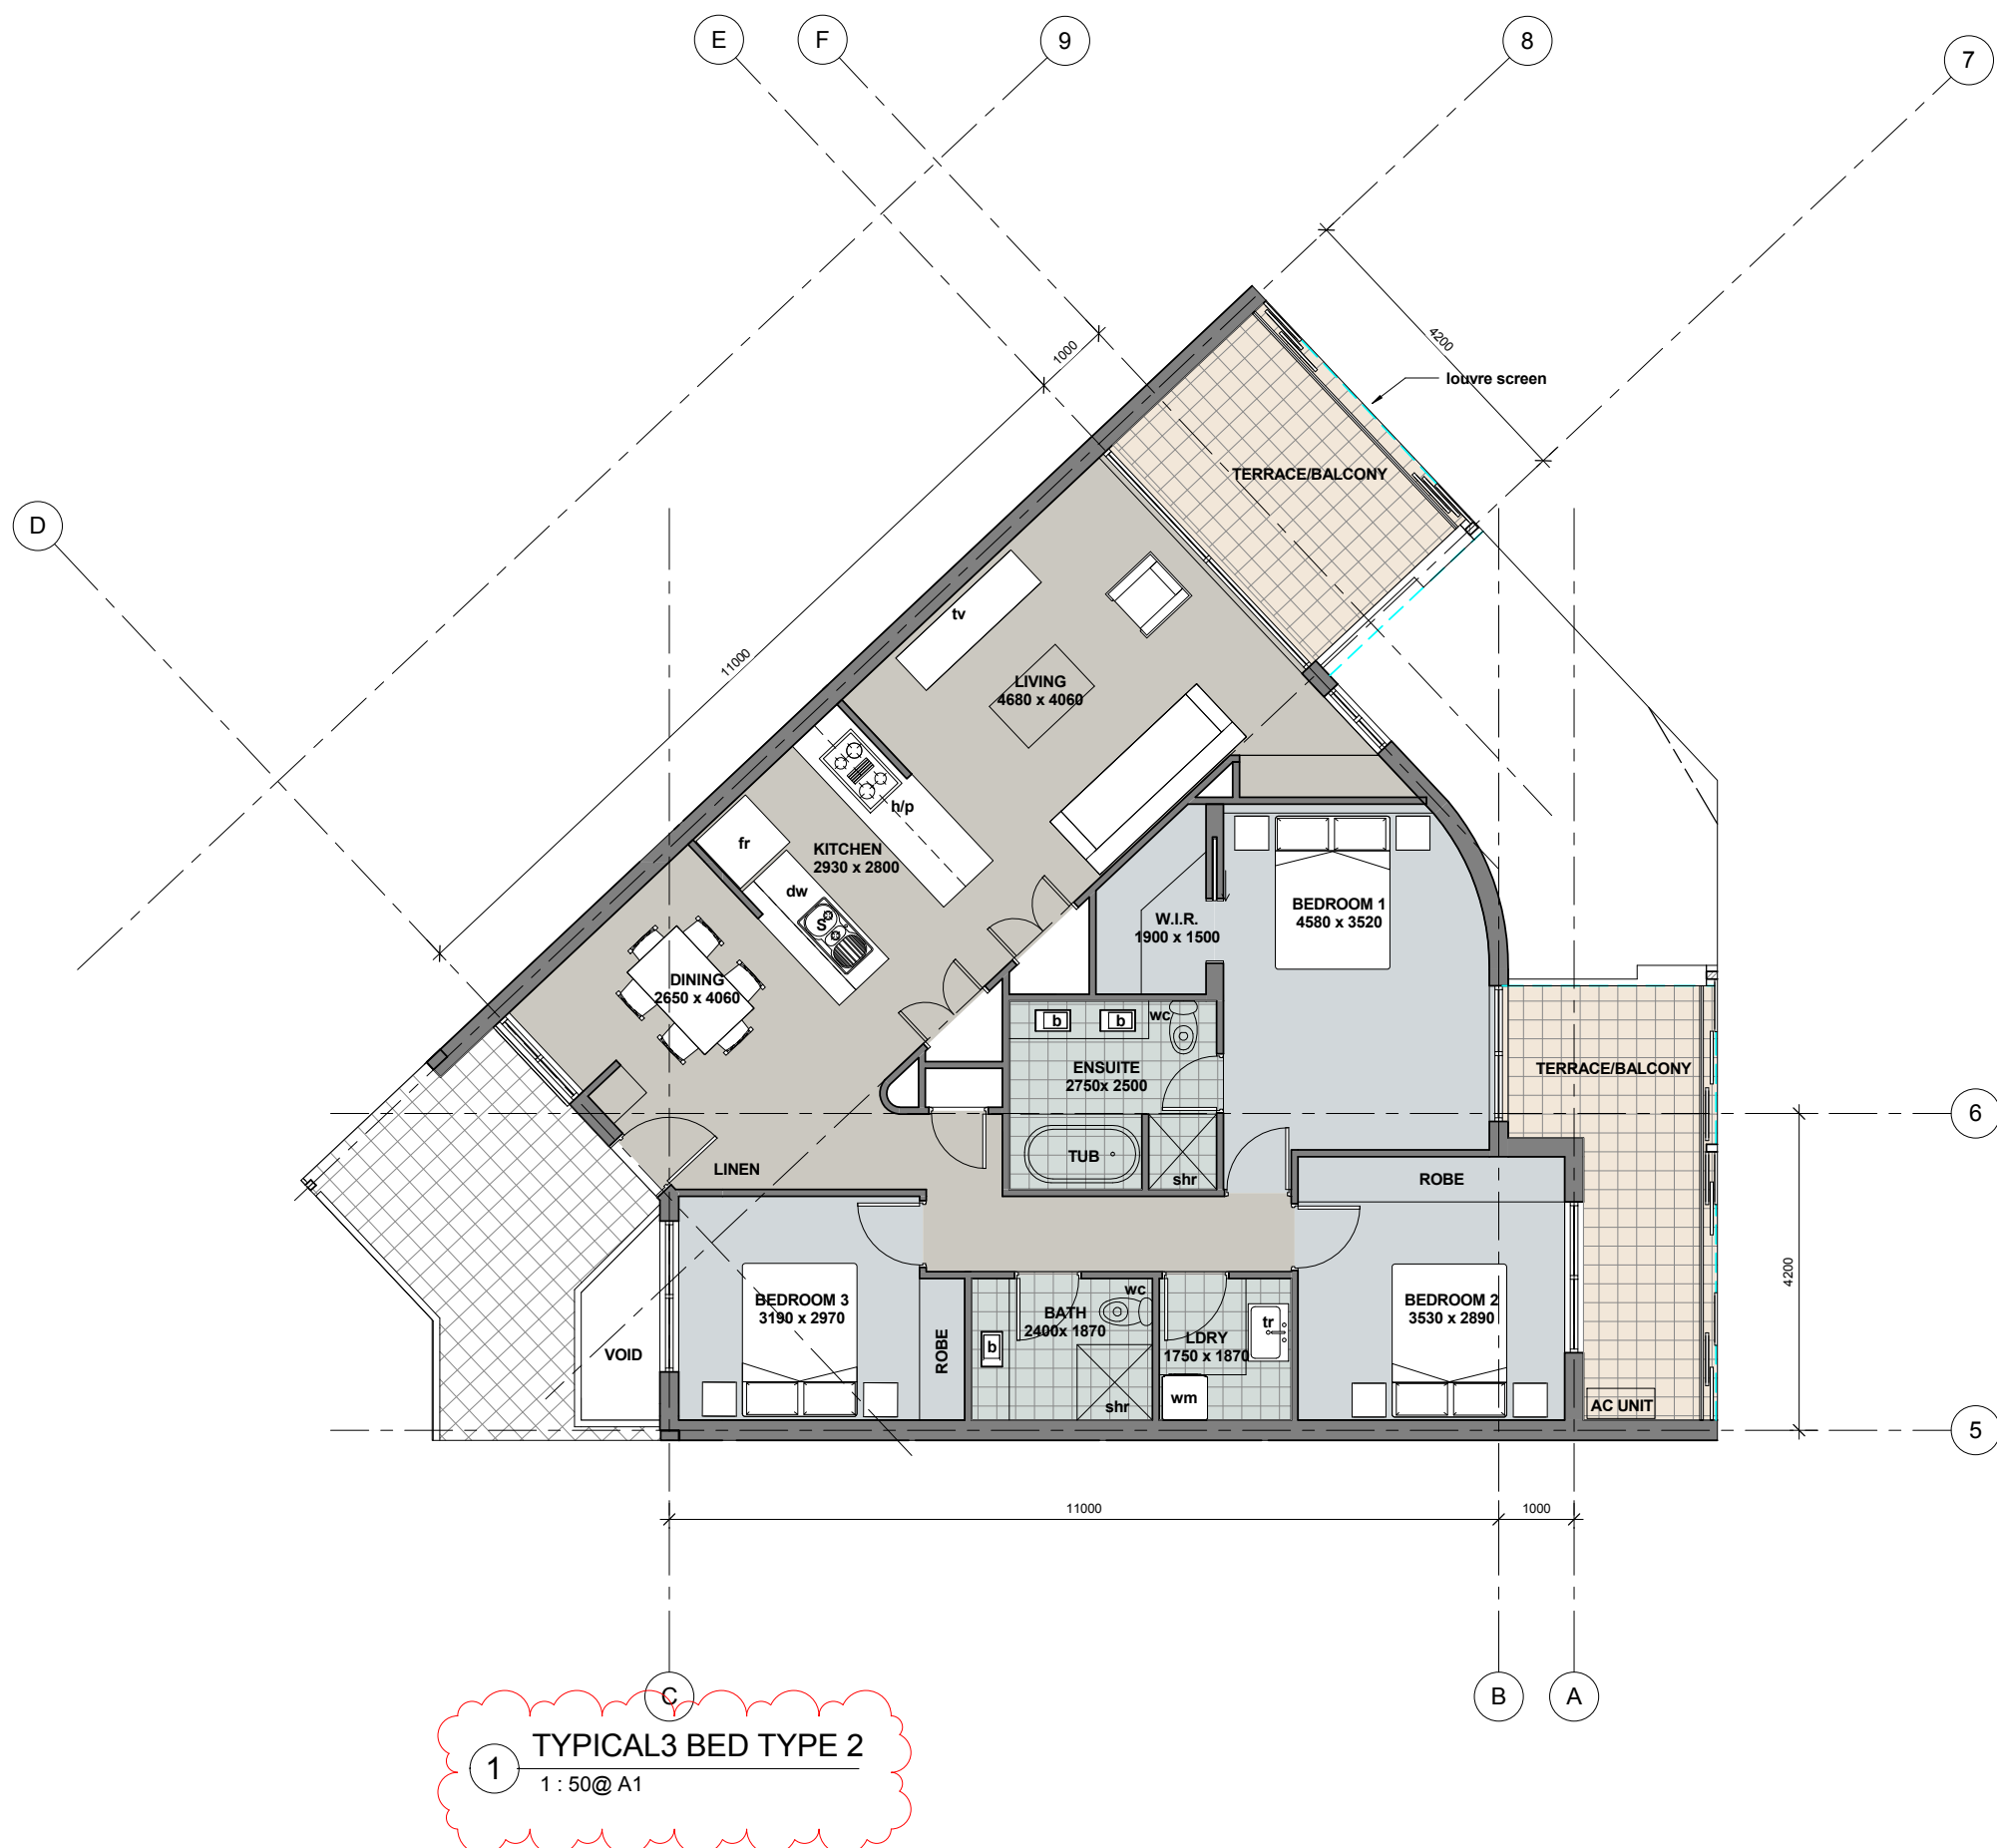 E
F
9
8
7
4200
1000
louvre screen
TERRACE/BALCONY
D
11000
tv
LIVING
4680 x 4060
h/p
fr
KITCHEN
2930 x 2800
dw
S
DINING
2650 x 4060
W.I.R.
1900 x 1500
BEDROOM 1
4580 x 3520
b
b
wc
ENSUITE
2750x 2500
TERRACE/BALCONY
6
TUB
shr
LINEN
ROBE
4200
BEDROOM 3
3190 x 2970
VOID
ROBE
wc
BATH
2400x 1870
b
shr
tr
LDRY
1750 x 1870
wm
BEDROOM 2
3530 x 2890
AC UNIT
5
11000
1000
C
B
A
1
TYPICAL3 BED TYPE 2
1 : 50@ A1